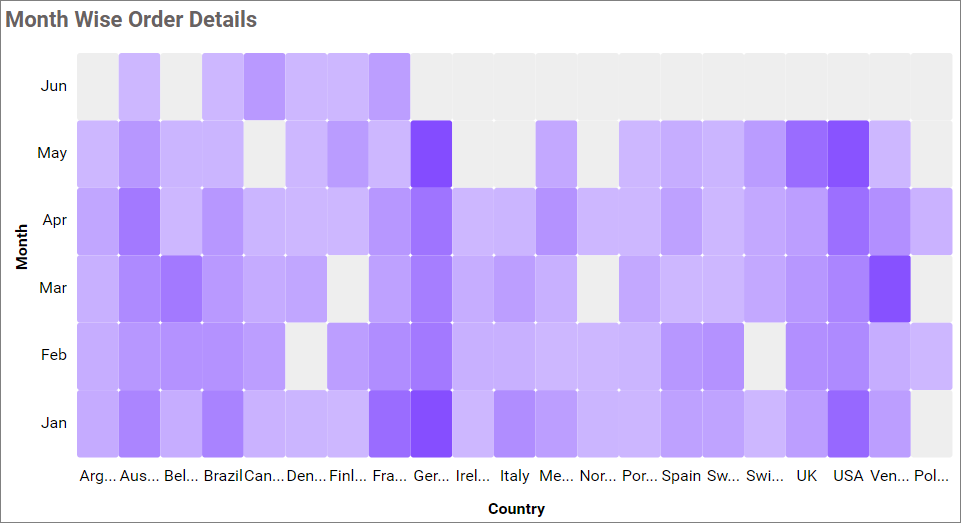 Month Wise Order Details
Jun
May
Apr
Mar
Feb
Jan
Month
Arg... Aus... Bel... Brazil Can... Den... Finl... Fra... Ger... Irel... Italy Me... Nor... Por... Spain Sw... Swi... UK USA Ven... Pol...
Country